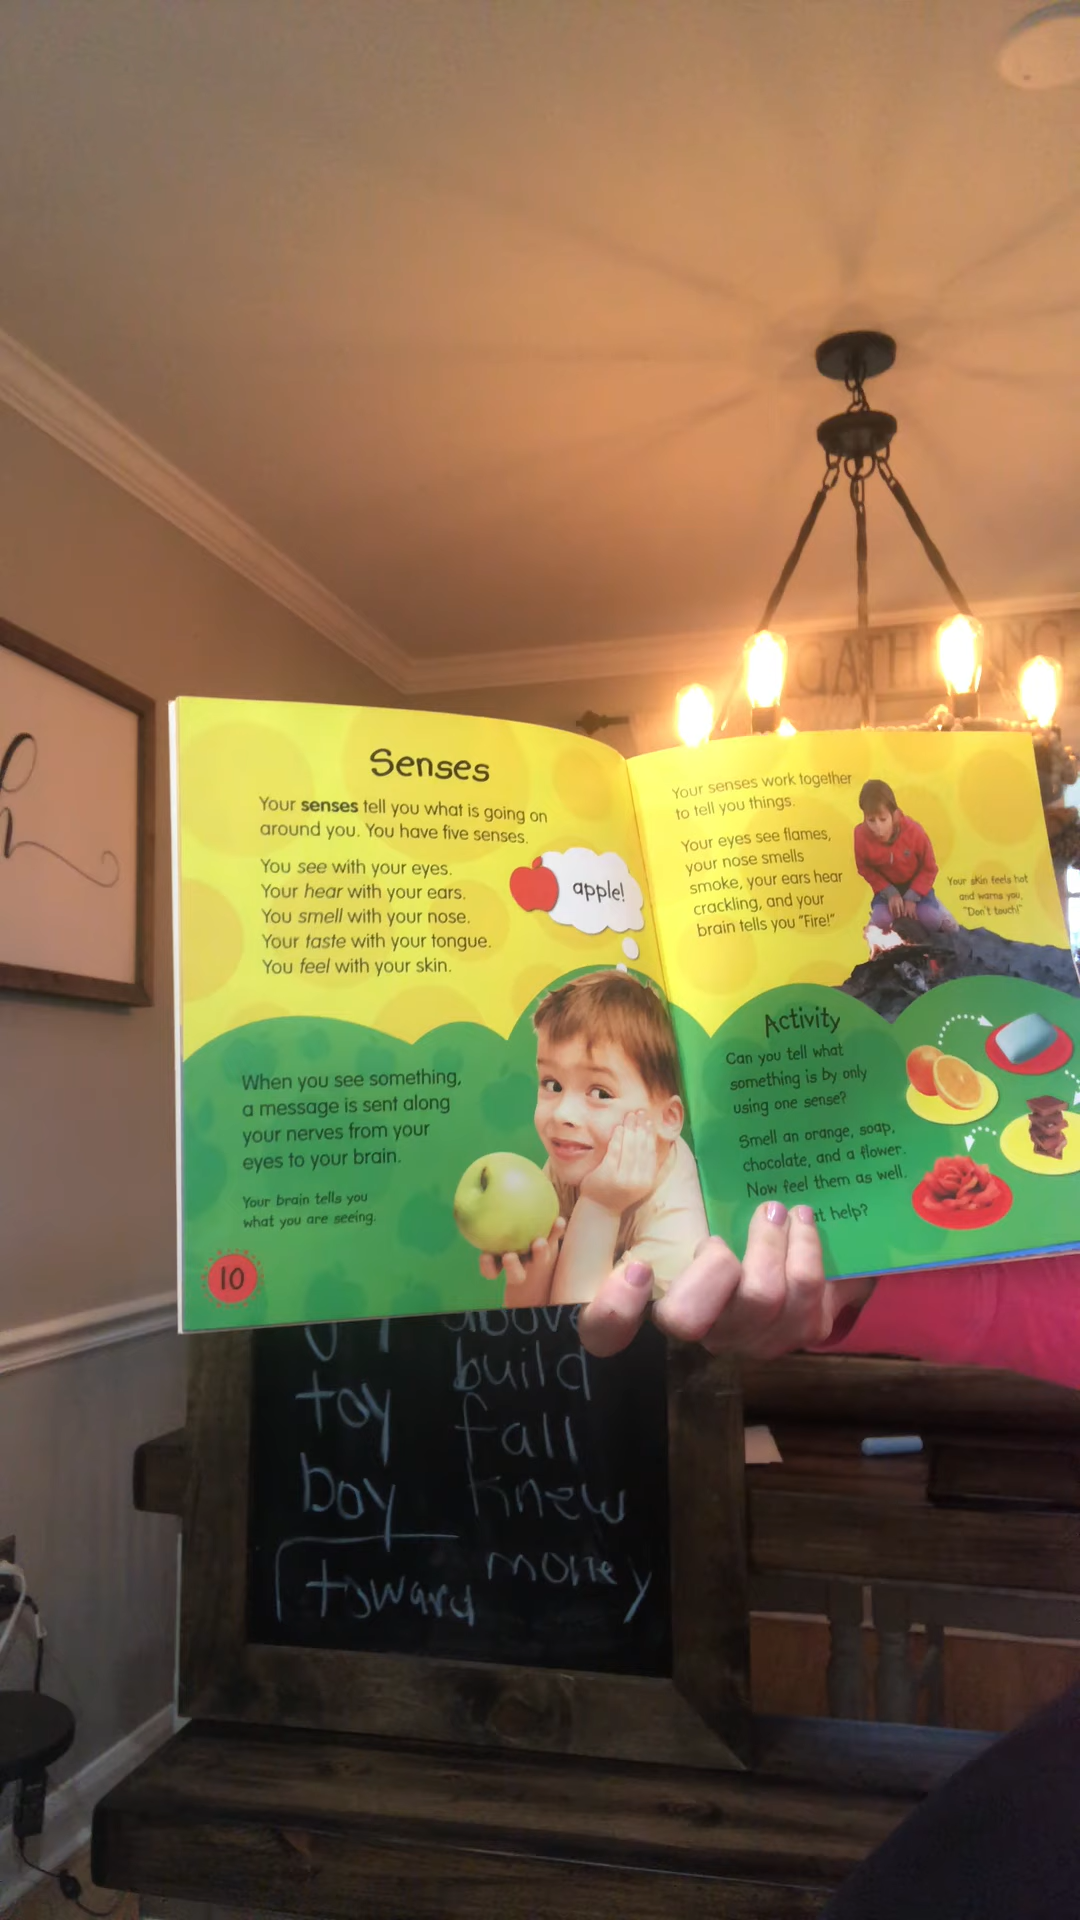 Senses
Your senses tell you what is going on
around you. You have five senses.
You see with your eyes.
Your hear with your ears.
You smell with your nose.
Your taste with your tongue.
You feel with your skin.
apple!
When you see something,
a message is sent along
your nerves from your
eyes to your brain.
Your brain tells you
what you are seeing.
10
Your senses work together
to tell you things.
Your eyes see flames,
your nose smells
smoke, your ears hear
crackling, and your
brain tells you "Fire!"
Your skin feels hot
and warns you,
"Don't touch!"
Activity
Can you tell what
something is by only
using one sense?
Smell an orange, soap,
chocolate, and a flower.
Now feel them as well.
help?
GATHERING
above
build
toy
fall
boy
knew
toward
money